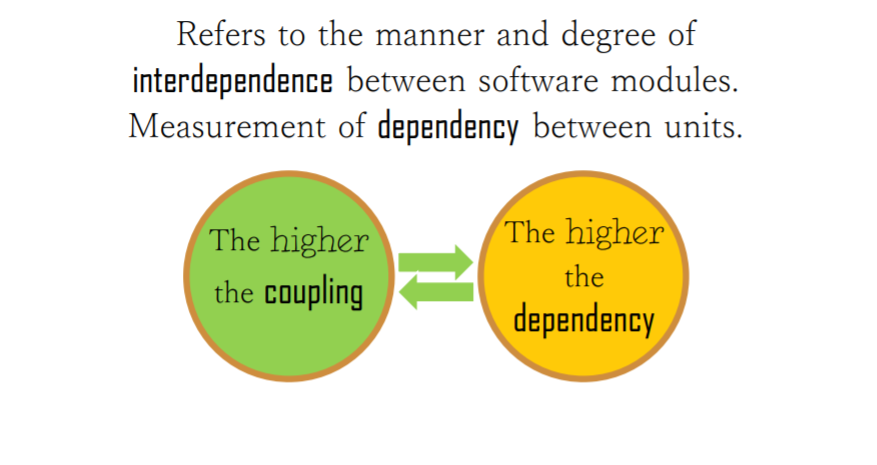 Refers to the manner and degree of
interdependence between software modules.
Measurement of dependency between units.
The higher
the coupling
The higher
the
dependency